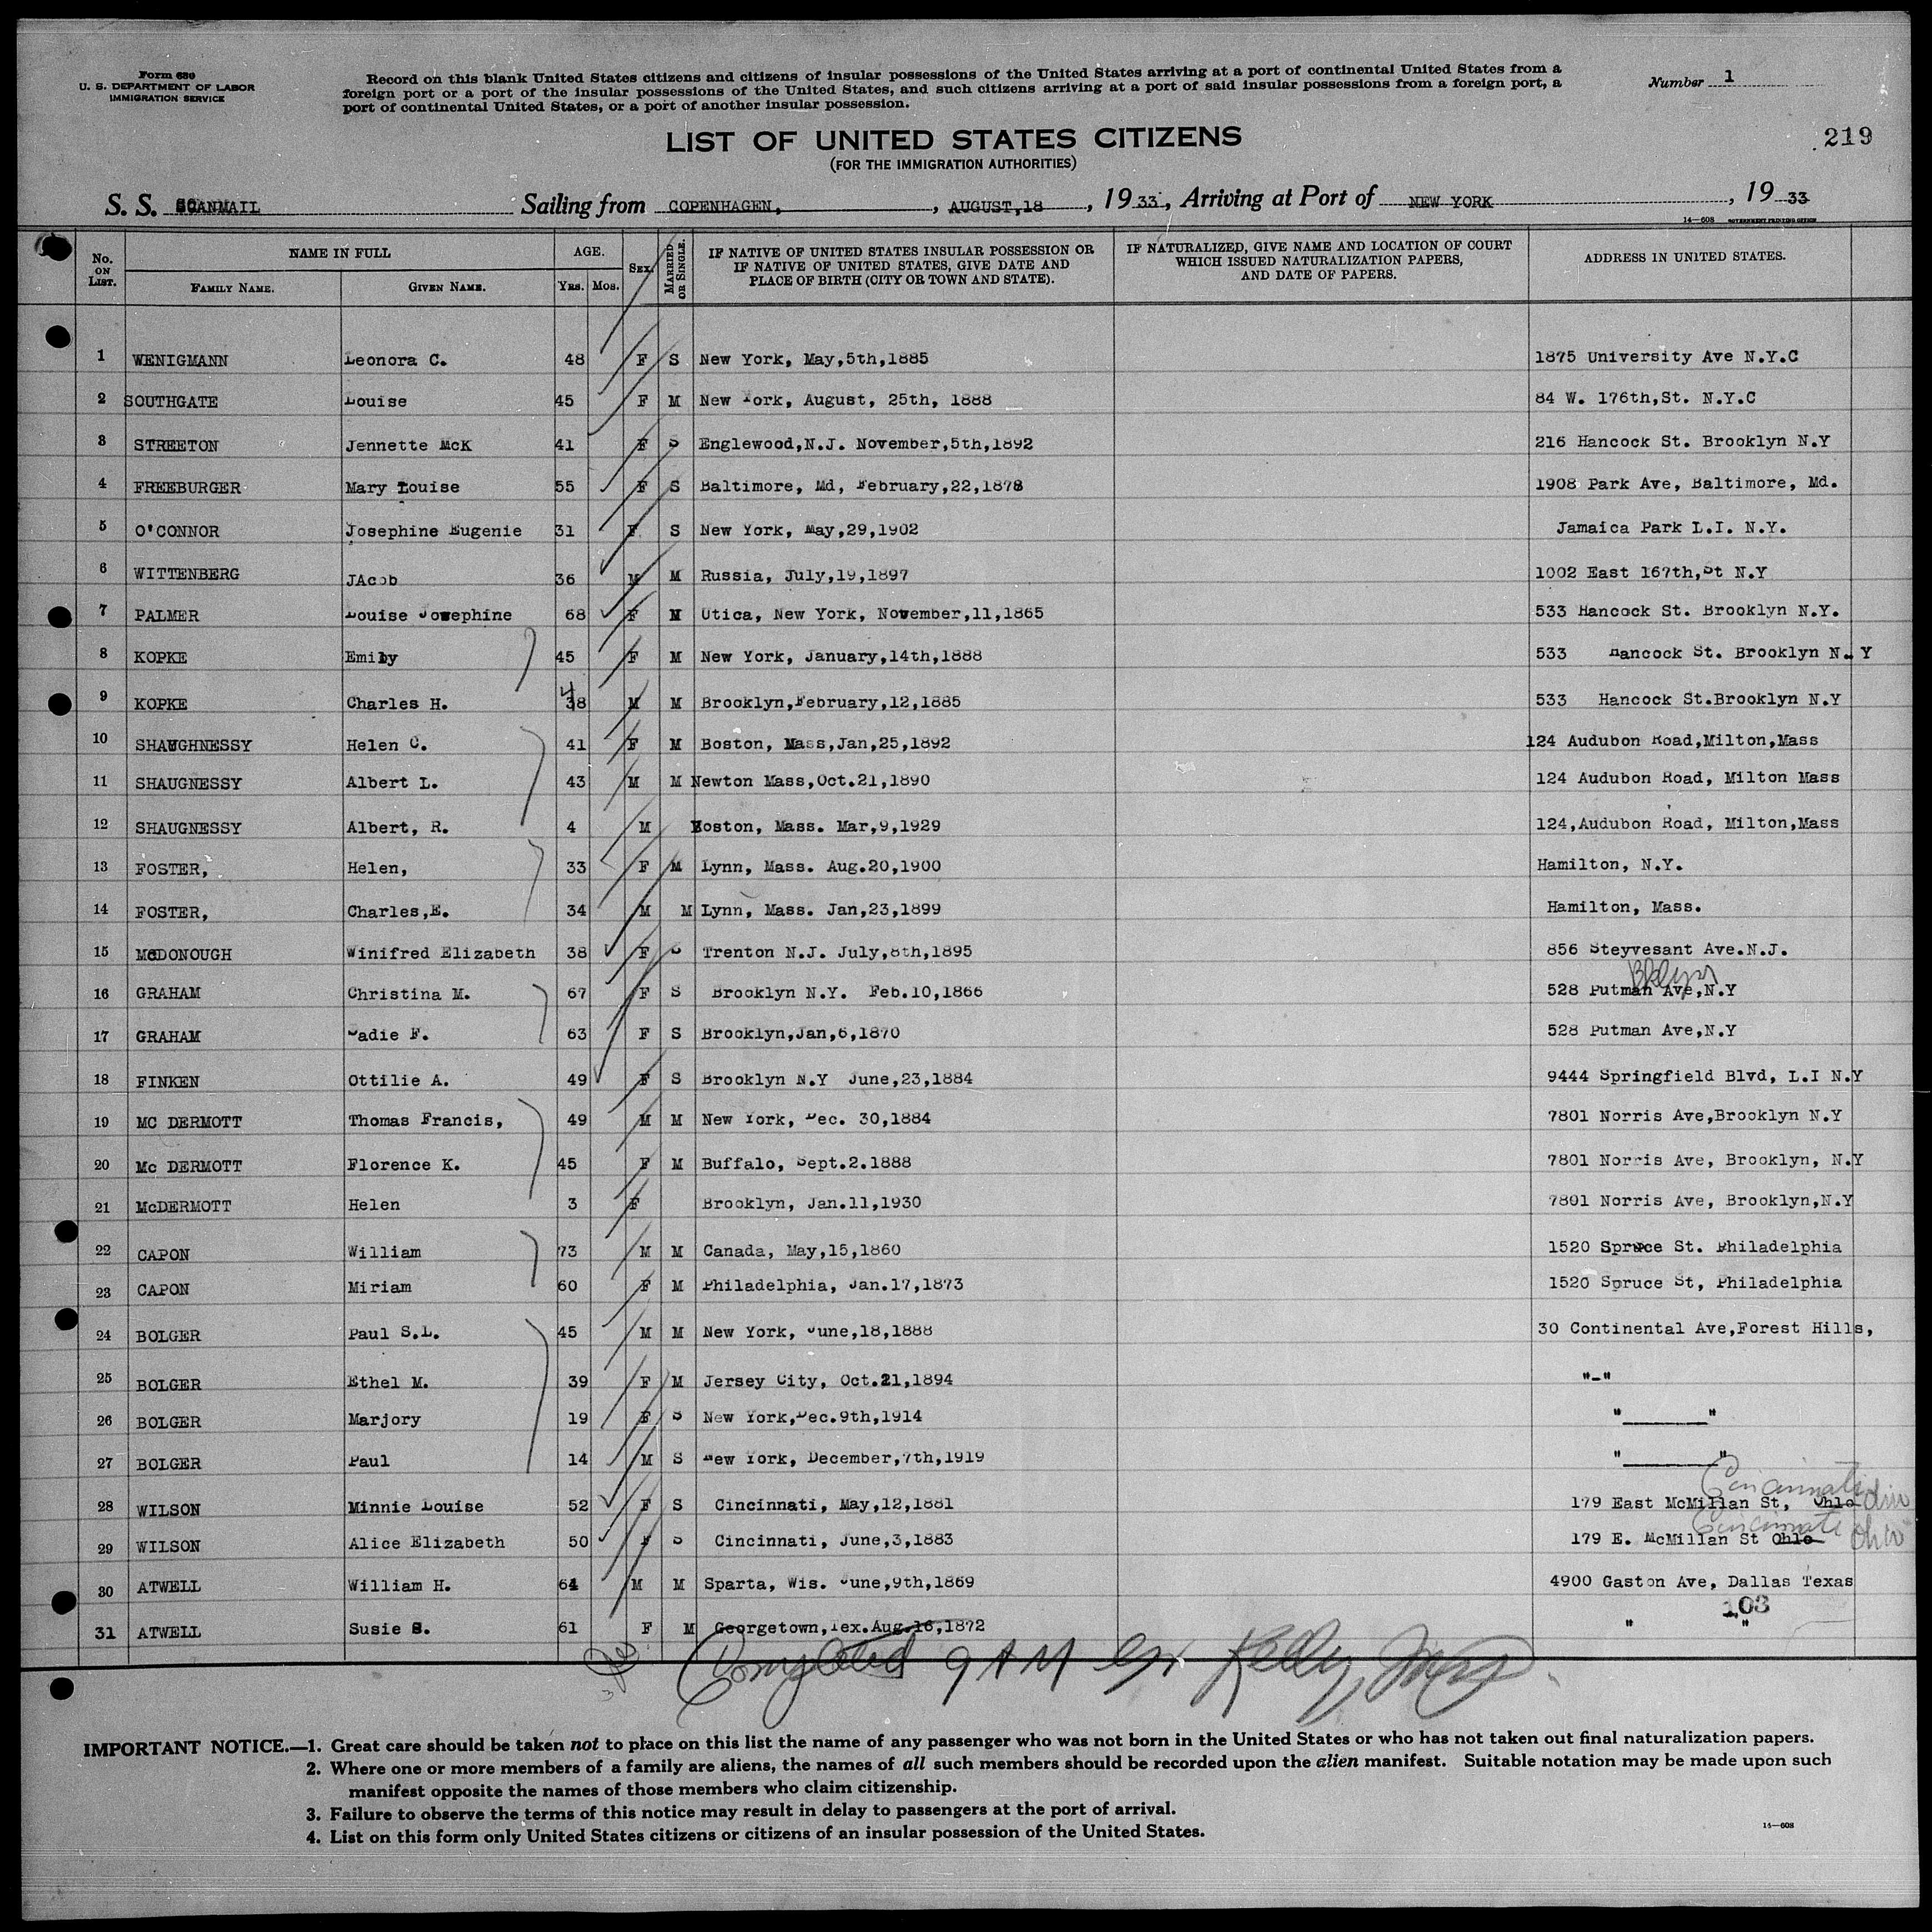 Form 630
U. S. DEPARTMENT OF LABOR
IMMIGRATION SERVICE
Record on this blank United States citizens and citizens of insular possessions of the United States arriving at a port of continental United States from a
foreign port or a port of the insular possessions of the United States, and such citizens arriving at a port of said insular possessions from a foreign port, a
port of continental United States, or a port of another insular possession.
Number 1
LIST OF UNITED STATES CITIZENS
(FOR THE IMMIGRATION AUTHORITIES)
219
S. S. SCANMAIL Sailing from COPENHAGEN, , AUGUST,18 , 19 33 , Arriving at Port of NEW YORK , 19 33
14—608 GOVERNMENT PRINTING OFFICE
No. ON LIST. NAME IN FULL FAMILY NAME. GIVEN NAME. AGE. YRS. MOS. SEX. MARRIED OR SINGLE. IF NATIVE OF UNITED STATES INSULAR POSSESSION OR IF NATIVE OF UNITED STATES, GIVE DATE AND PLACE OF BIRTH (CITY OR TOWN AND STATE). IF NATURALIZED, GIVE NAME AND LOCATION OF COURT WHICH ISSUED NATURALIZATION PAPERS, AND DATE OF PAPERS. ADDRESS IN UNITED STATES.
1 WENIGMANN Leonora C. 48 F S New York, May,5th,1885 1875 University Ave N.Y.C
2 SOUTHGATE Louise 45 F M New York, August, 25th, 1888 84 W. 176th,St. N.Y.C
3 STREETON Jennette McK 41 F S Englewood,N.J. November,5th,1892 216 Hancock St. Brooklyn N.Y
4 FREEBURGER Mary Louise 55 F S Baltimore, Md, February,22,1878 1908 Park Ave, Baltimore, Md.
5 O'CONNOR Josephine Eugenie 31 F S New York, May,29,1902 Jamaica Park L.I. N.Y.
6 WITTENBERG JAcob 36 M M Russia, July,19,1897 1002 East 167th,St N.Y
7 PALMER Louise Jowephine 68 F M Utica, New York, November,11,1865 533 Hancock St. Brooklyn N.Y.
8 KOPKE Emily 45 F M New York, January,14th,1888 533 Hancock St. Brooklyn N. Y
9 KOPKE Charles H. 48 M M Brooklyn,February,12,1885 533 Hancock St.Brooklyn N.Y
10 SHAUGHNESSY Helen C. 41 F M Boston, Mass,Jan,25,1892 124 Audubon Road,Milton,Mass
11 SHAUGNESSY Albert L. 43 M M Newton Mass,Oct.21,1890 124 Audubon Road, Milton Mass
12 SHAUGNESSY Albert, R. 4 M Boston, Mass. Mar,9,1929 124,Audubon Road, Milton,Mass
13 FOSTER, Helen, 33 F M Lynn, Mass. Aug.20,1900 Hamilton, N.Y.
14 FOSTER, Charles,E. 34 M M Lynn, Mass. Jan,23,1899 Hamilton, Mass.
15 McDONOUGH Winifred Elizabeth 38 F S Trenton N.J. July,8th,1895 856 Steyvesant Ave.N.J.
Bklyn
16 GRAHAM Christina M. 67 F S Brooklyn N.Y. Feb.10,1866 528 Putman Ave,N.Y
17 GRAHAM Sadie F. 63 F S Brooklyn,Jan,6,1870 528 Putman Ave,N.Y
18 FINKEN Ottilie A. 49 F S Brooklyn N.Y June,23,1884 9444 Springfield Blvd, L.I N.Y
19 MC DERMOTT Thomas Francis, 49 M M New York, Dec. 30,1884 7801 Norris Ave,Brooklyn N.Y
20 Mc DERMOTT Florence K. 45 F M Buffalo, Sept.2.1888 7801 Norris Ave, Brooklyn, N.Y
21 McDERMOTT Helen 3 F Brooklyn, Jan.11,1930 7801 Norris Ave, Brooklyn,N.Y
22 CAPON William 73 M M Canada, May,15,1860 1520 Spruce St. Philadelphia
23 CAPON Miriam 60 F M Philadelphia, Jan.17,1873 1520 Spruce St, Philadelphia
24 BOLGER Paul S.L. 45 M M New York, June,18,1888 30 Continental Ave,Forest Hills,
25 BOLGER Ethel M. 39 F M Jersey City, Oct.21,1894 "-"
26 BOLGER Marjory 19 F S New York,Dec.9th,1914 " "
27 BOLGER Paul 14 M S New York, December,7th,1919 " "
Cincinnati
28 WILSON Minnie Louise 52 F S Cincinnati, May,12,1881 179 East McMillan St, Ohio
Cincinnati Ohio
29 WILSON Alice Elizabeth 50 F S Cincinnati, June,3,1883 179 E. McMillan St Ohio
30 ATWELL William H. 64 M M Sparta, Wis. June,9th,1869 4900 Gaston Ave, Dallas Texas
103
31 ATWELL Susie S. 61 F M Georgetown,Tex.Aug.16,1872 " "
Completed 9 AM Kelly
IMPORTANT NOTICE.—1. Great care should be taken not to place on this list the name of any passenger who was not born in the United States or who has not taken out final naturalization papers.
2. Where one or more members of a family are aliens, the names of all such members should be recorded upon the alien manifest. Suitable notation may be made upon such
manifest opposite the names of those members who claim citizenship.
3. Failure to observe the terms of this notice may result in delay to passengers at the port of arrival.
4. List on this form only United States citizens or citizens of an insular possession of the United States.
14—608